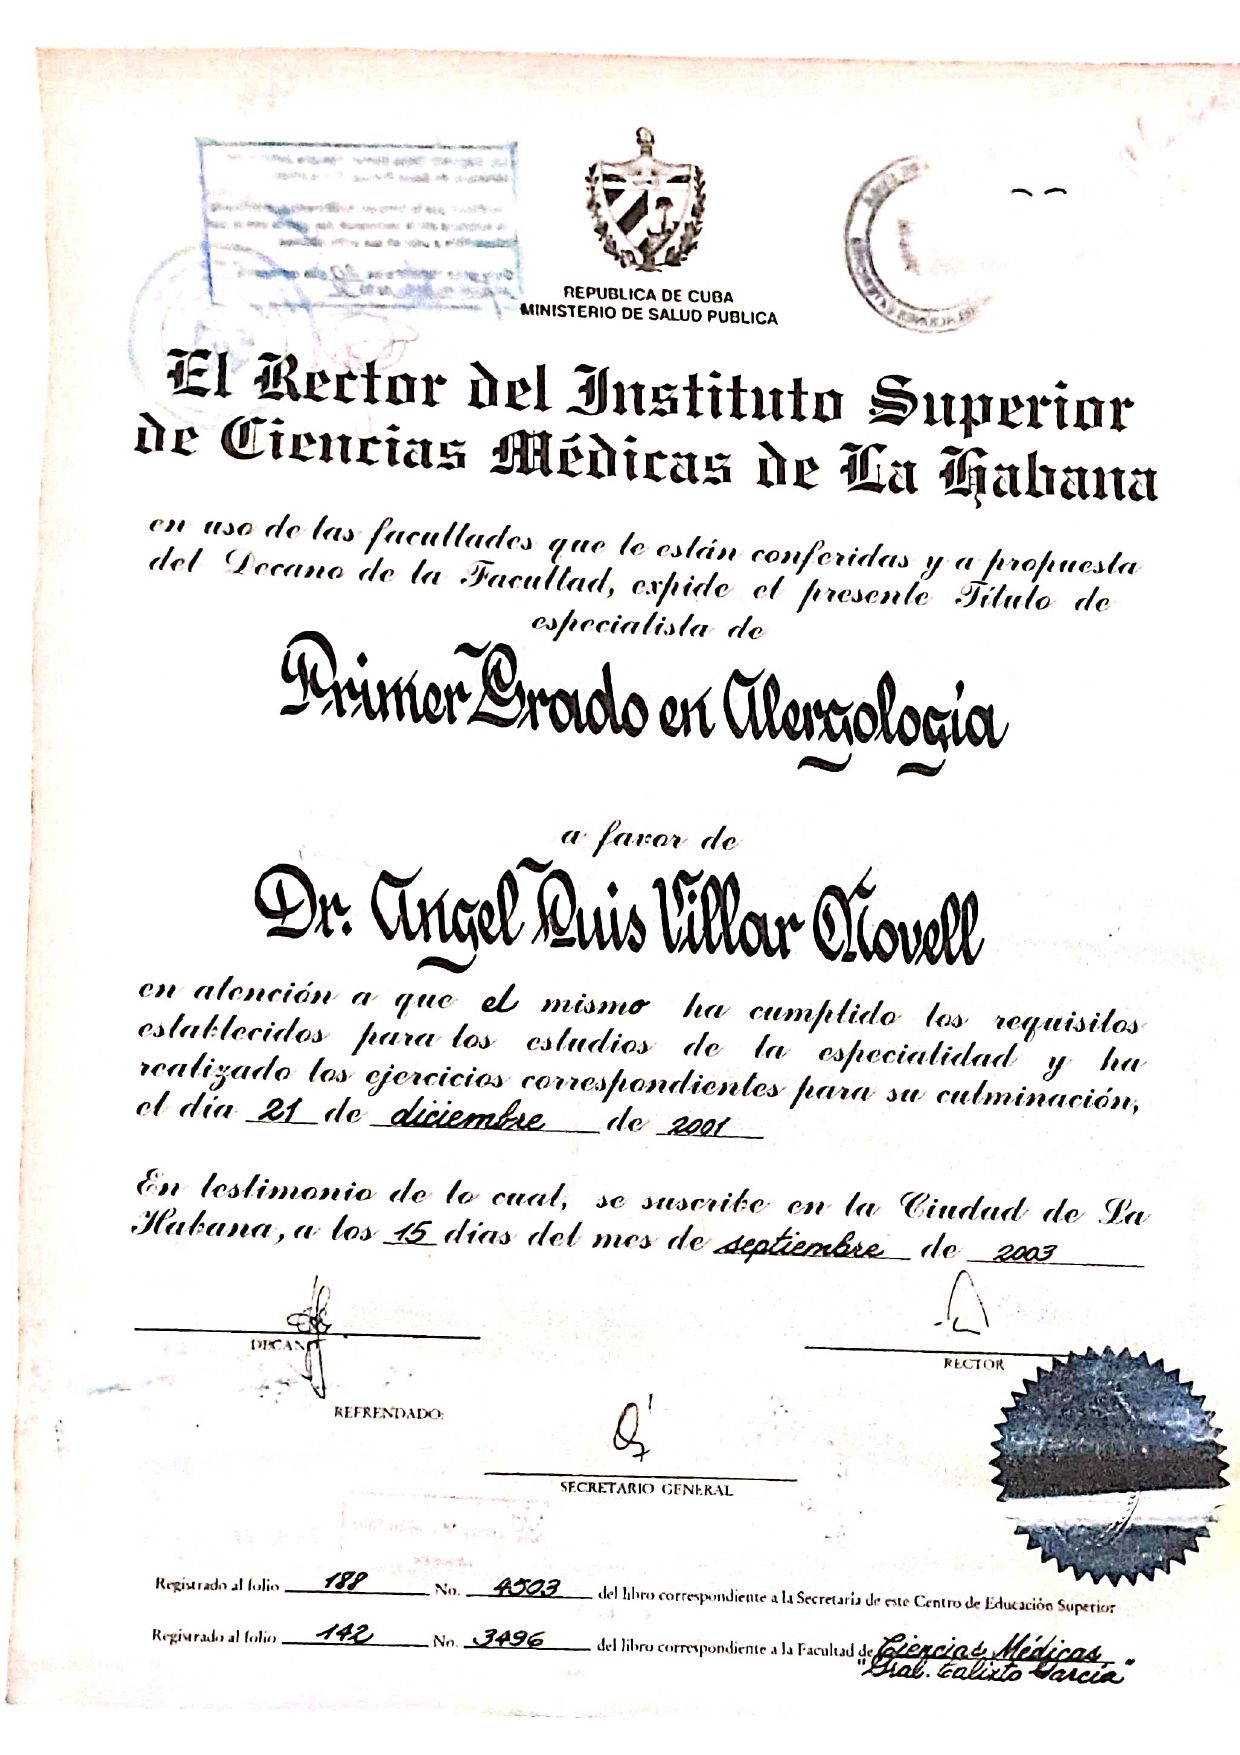 REPUBLICA DE CUBA
MINISTERIO DE SALUD PUBLICA
El Rector del Instituto Superior
de Ciencias Médicas de La Habana
en uso de las facultades que le están conferidas y a propuesta
del Decano de la Facultad, expide el presente Título de
especialista de
Primer Grado en Alergología
a favor de
Dr. Angel Luis Villar Novell
en atención a que el mismo ha cumplido los requisitos
establecidos para los estudios de la especialidad y ha
realizado los ejercicios correspondientes para su culminación,
el día 21 de diciembre de 2001
En testimonio de lo cual, se suscribe en la Ciudad de La
Habana, a los 15 días del mes de septiembre de 2003
DECANO
RECTOR
REFRENDADO:
SECRETARIO GENERAL
Registrado al folio 188 No. 4503 del libro correspondiente a la Secretaría de este Centro de Educación Superior
Registrado al folio 142 No. 3496 del libro correspondiente a la Facultad de Ciencias Médicas
"Gral. Calixto García"